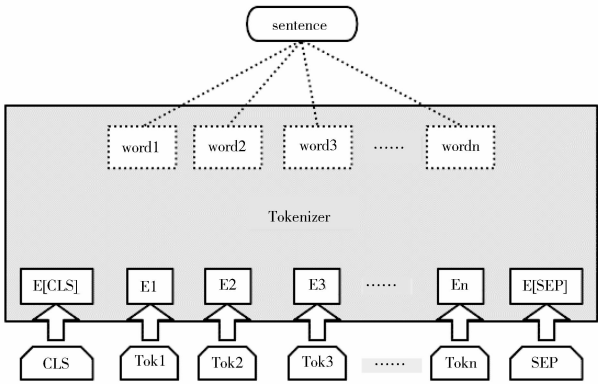 sentence
word1 word2 word3 …… wordn
Tokenizer
E[CLS] E1 E2 E3 …… En E[SEP]
CLS Tok1 Tok2 Tok3 …… Tokn SEP